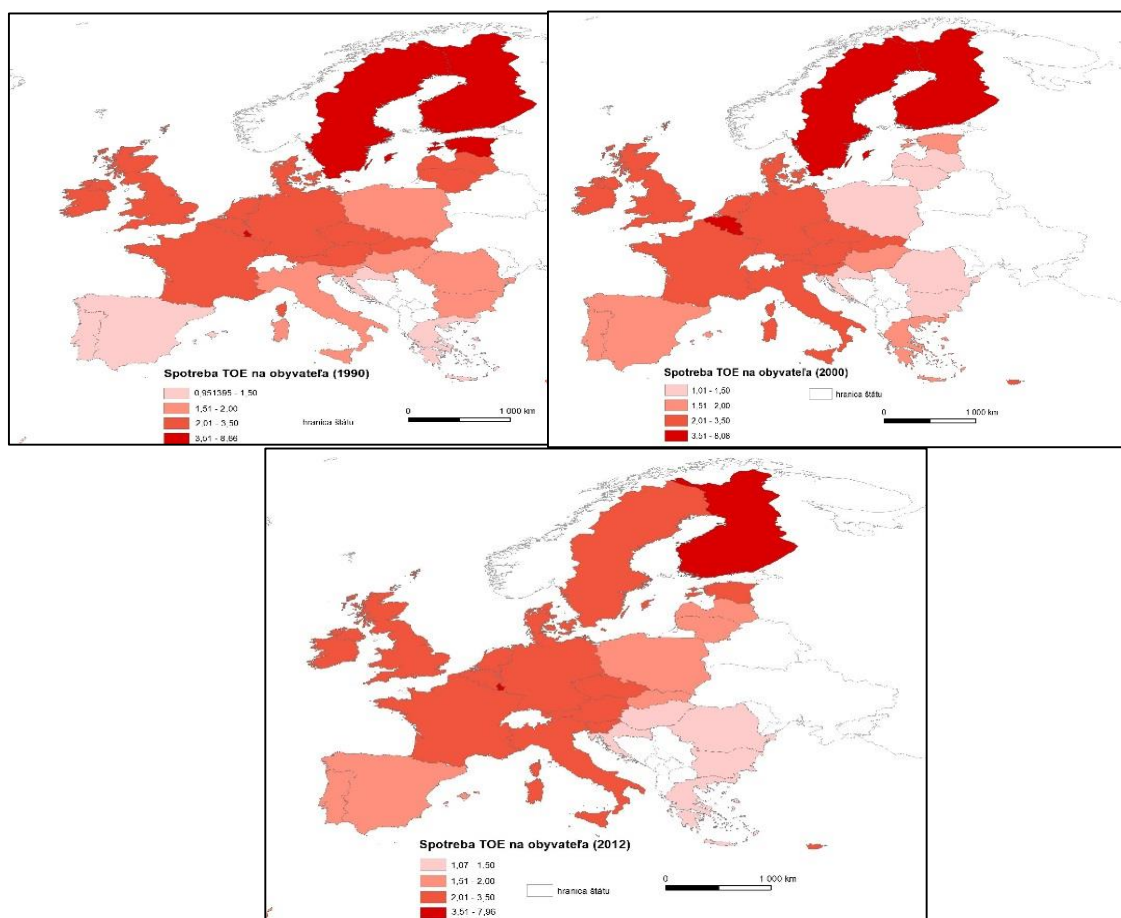 Spotreba TOE na obyvateľa (1990)
0,951395 - 1,50
1,51 - 2,00
2,01 - 3,50
3,51 - 8,66
hranica štátu
0 1 000 km
Spotreba TOE na obyvateľa (2000)
1,01 - 1,50
1,51 - 2,00
2,01 - 3,50
3,51 - 8,08
hranica štátu
0 1 000 km
Spotreba TOE na obyvateľa (2012)
1,07 - 1,50
1,51 - 2,00
2,01 - 3,50
3,51 - 7,96
hranica štátu
0 1 000 km